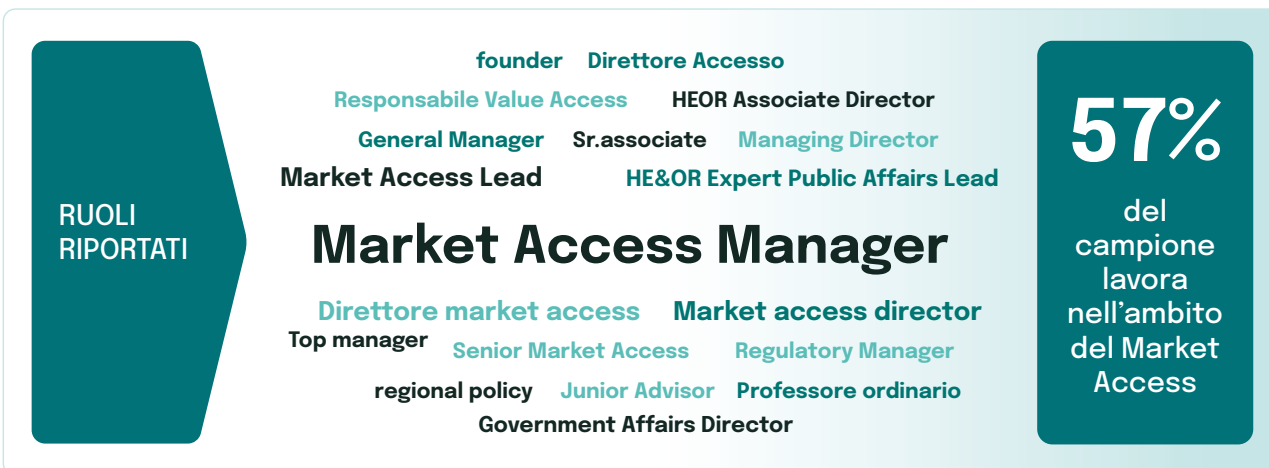 RUOLI
RIPORTATI
founder Direttore Accesso
Responsabile Value Access HEOR Associate Director
General Manager Sr.associate Managing Director
Market Access Lead HE&OR Expert Public Affairs Lead
Market Access Manager
Direttore market access Market access director
Top manager
Senior Market Access Regulatory Manager
regional policy Junior Advisor Professore ordinario
Government Affairs Director
57%
del
campione
lavora
nell’ambito
del Market
Access